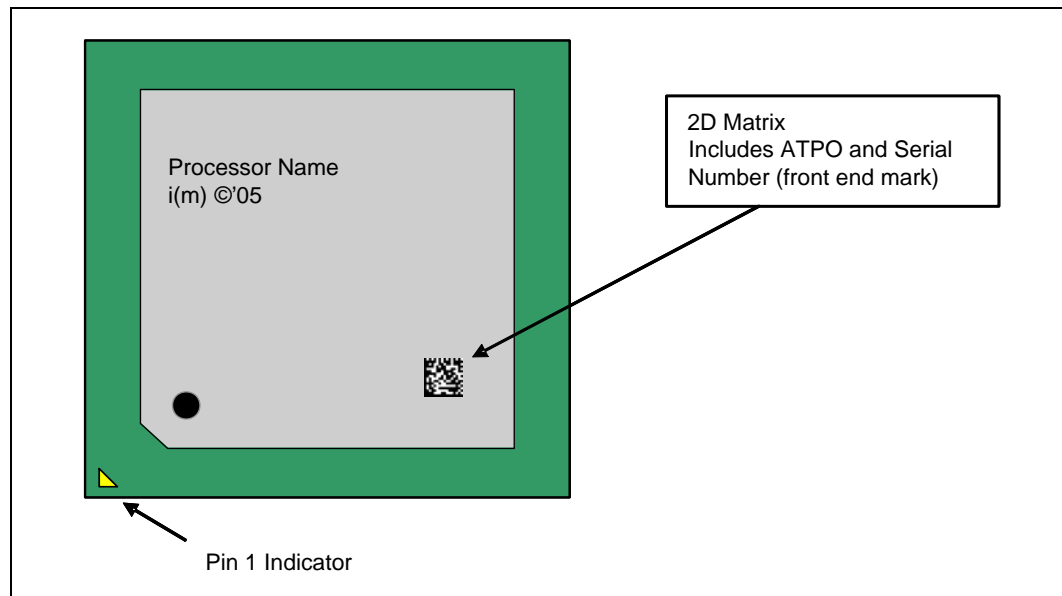 Processor Name
i(m) ©’05
2D Matrix
Includes ATPO and Serial
Number (front end mark)
Pin 1 Indicator